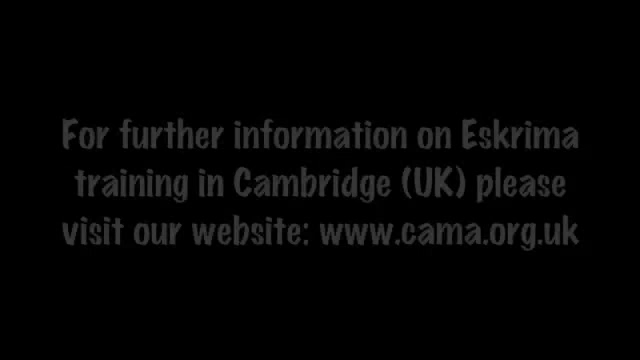 For further information on Eskrima
training in Cambridge (UK) please
visit our website: www.cama.org.uk